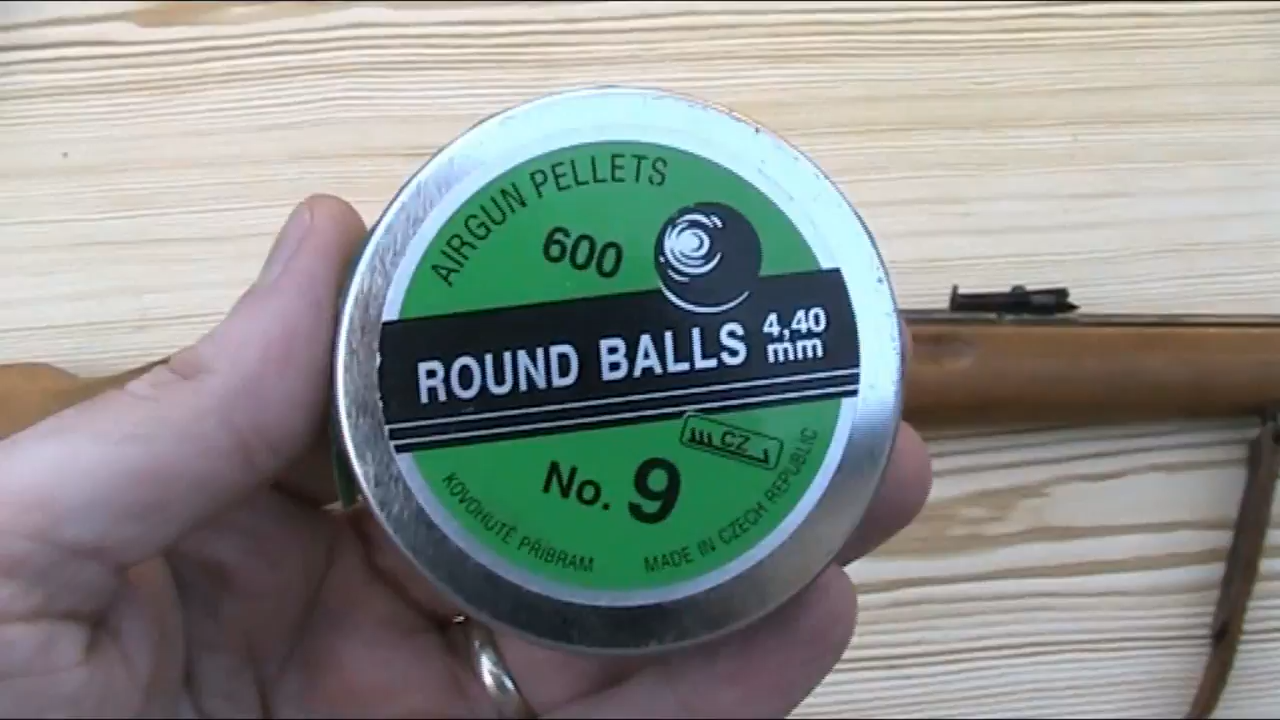 AIRGUN PELLETS
600
ROUND BALLS 4,40 mm
CZ
No. 9
KOVOHUTĚ PŘÍBRAM
MADE IN CZECH REPUBLIC